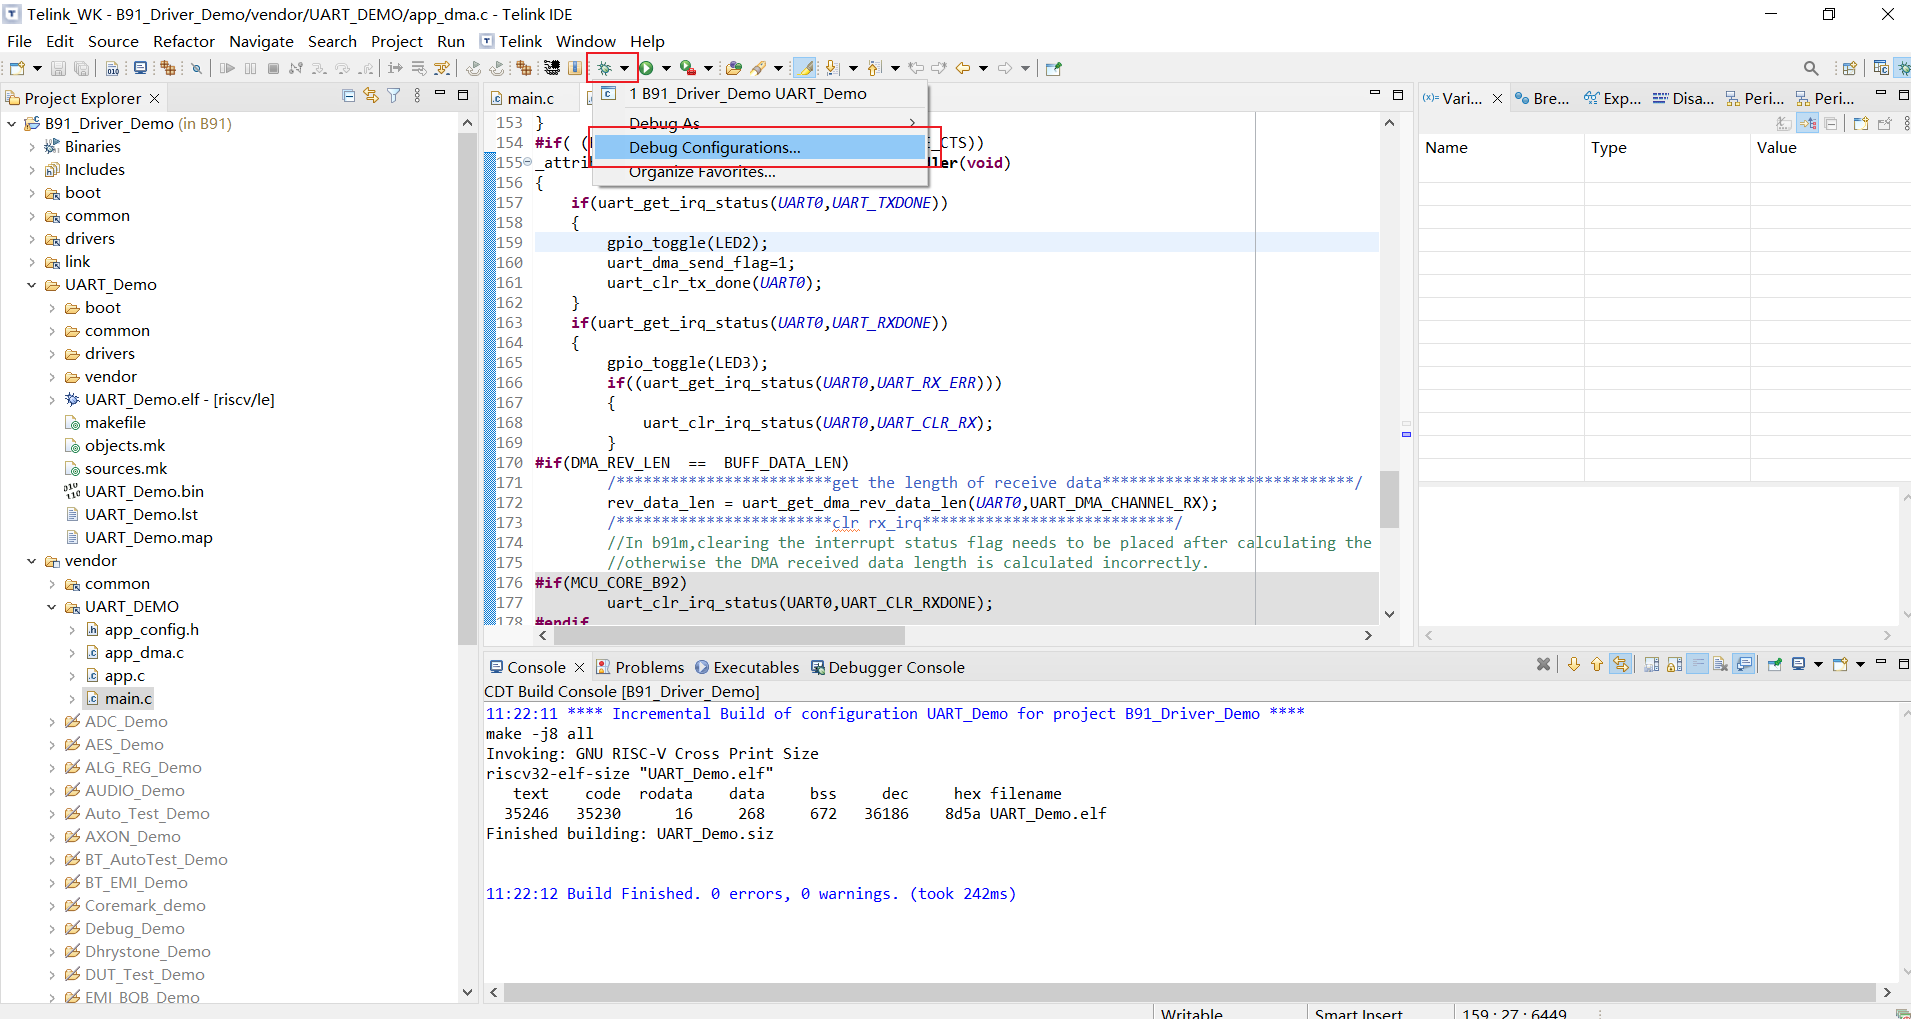 Telink_WK - B91_Driver_Demo/vendor/UART_DEMO/app_dma.c - Telink IDE
File Edit Source Refactor Navigate Search Project Run Telink Window Help
Project Explorer
B91_Driver_Demo (in B91)
Binaries
Includes
boot
common
drivers
link
UART_Demo
boot
common
drivers
vendor
UART_Demo.elf - [riscv/le]
makefile
objects.mk
sources.mk
UART_Demo.bin
UART_Demo.lst
UART_Demo.map
vendor
common
UART_DEMO
app_config.h
app_dma.c
app.c
main.c
ADC_Demo
AES_Demo
ALG_REG_Demo
AUDIO_Demo
Auto_Test_Demo
AXON_Demo
BT_AutoTest_Demo
BT_EMI_Demo
Coremark_demo
Debug_Demo
Dhrystone_Demo
DUT_Test_Demo
EMI_BQB_Demo
main.c
1 B91_Driver_Demo UART_Demo
Debug As
Debug Configurations...
Organize Favorites...
153 }
154 #if( ( E_CTS))
155 _attri ller(void)
156 {
157 if(uart_get_irq_status(UART0,UART_TXDONE))
158 {
159 gpio_toggle(LED2);
160 uart_dma_send_flag=1;
161 uart_clr_tx_done(UART0);
162 }
163 if(uart_get_irq_status(UART0,UART_RXDONE))
164 {
165 gpio_toggle(LED3);
166 if((uart_get_irq_status(UART0,UART_RX_ERR)))
167 {
168 uart_clr_irq_status(UART0,UART_CLR_RX);
169 }
170 #if(DMA_REV_LEN == BUFF_DATA_LEN)
171 /************************get the length of receive data****************************/
172 rev_data_len = uart_get_dma_rev_data_len(UART0,UART_DMA_CHANNEL_RX);
173 /************************clr rx_irq****************************/
174 //In b91m,clearing the interrupt status flag needs to be placed after calculating the
175 //otherwise the DMA received data length is calculated incorrectly.
176 #if(MCU_CORE_B92)
177 uart_clr_irq_status(UART0,UART_CLR_RXDONE);
178 #endif
(x)= Vari... Bre... Exp... Disa... Peri... Peri...
Name Type Value
Console Problems Executables Debugger Console
CDT Build Console [B91_Driver_Demo]
11:22:11 **** Incremental Build of configuration UART_Demo for project B91_Driver_Demo ****
make -j8 all
Invoking: GNU RISC-V Cross Print Size
riscv32-elf-size "UART_Demo.elf"
text code rodata data bss dec hex filename
35246 35230 16 268 672 36186 8d5a UART_Demo.elf
Finished building: UART_Demo.siz
11:22:12 Build Finished. 0 errors, 0 warnings. (took 242ms)
Writable Smart Insert 159 : 27 : 6449